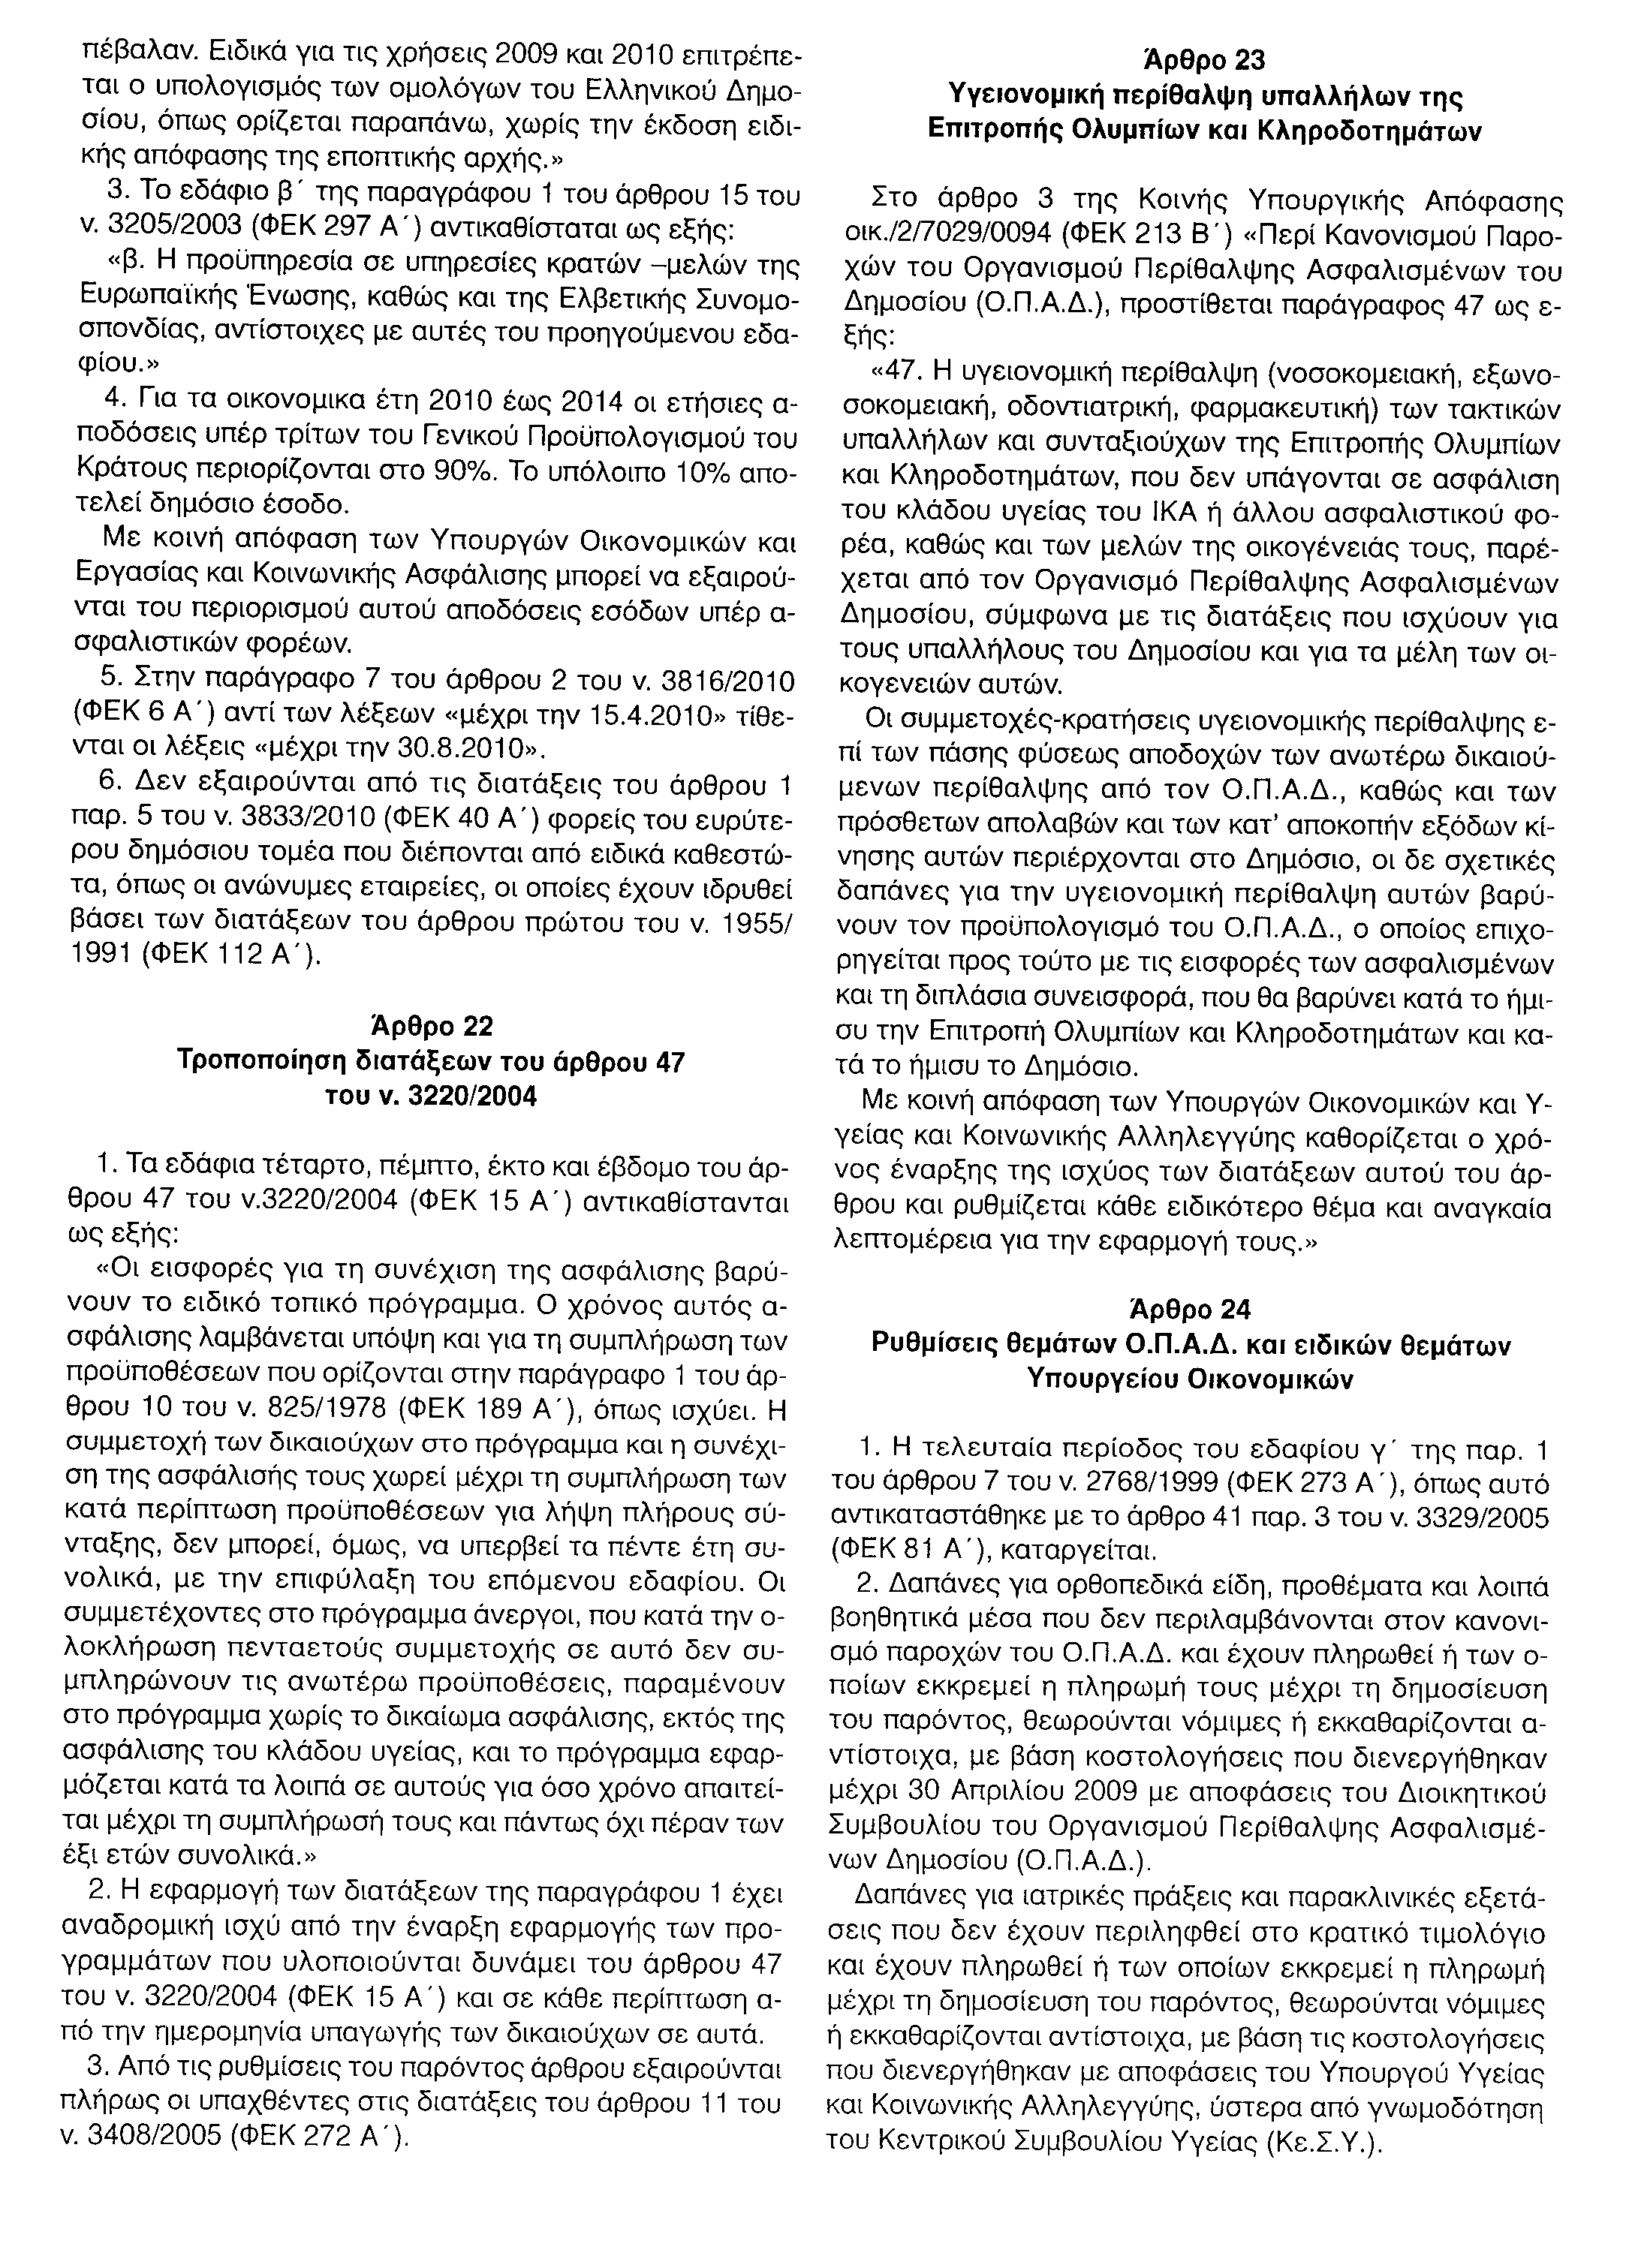 πέβαλαν. Ειδικά για τις χρήσεις 2009 και 2010 επιτρέπε-
ται ο υπολογισμός των ομολόγων του Ελληνικού Δημο-
σίου, όπως ορίζεται παραπάνω, χωρίς την έκδοση ειδι-
κής απόφασης της εποπτικής αρχής.»
3. Το εδάφιο β΄ της παραγράφου 1 του άρθρου 15 του
ν. 3205/2003 (ΦΕΚ 297 Α΄) αντικαθίσταται ως εξής:
«β. Η προϋπηρεσία σε υπηρεσίες κρατών –μελών της
Ευρωπαϊκής Ένωσης, καθώς και της Ελβετικής Συνομο-
σπονδίας, αντίστοιχες με αυτές του προηγούμενου εδα-
φίου.»
4. Για τα οικονομικα έτη 2010 έως 2014 οι ετήσιες α-
ποδόσεις υπέρ τρίτων του Γενικού Προϋπολογισμού του
Κράτους περιορίζονται στο 90%. Το υπόλοιπο 10% απο-
τελεί δημόσιο έσοδο.
Με κοινή απόφαση των Υπουργών Οικονομικών και
Εργασίας και Κοινωνικής Ασφάλισης μπορεί να εξαιρού-
νται του περιορισμού αυτού αποδόσεις εσόδων υπέρ α-
σφαλιστικών φορέων.
5. Στην παράγραφο 7 του άρθρου 2 του ν. 3816/2010
(ΦΕΚ 6 Α΄) αντί των λέξεων «μέχρι την 15.4.2010» τίθε-
νται οι λέξεις «μέχρι την 30.8.2010».
6. Δεν εξαιρούνται από τις διατάξεις του άρθρου 1
παρ. 5 του ν. 3833/2010 (ΦΕΚ 40 Α΄) φορείς του ευρύτε-
ρου δημόσιου τομέα που διέπονται από ειδικά καθεστώ-
τα, όπως οι ανώνυμες εταιρείες, οι οποίες έχουν ιδρυθεί
βάσει των διατάξεων του άρθρου πρώτου του ν. 1955/
1991 (ΦΕΚ 112 Α΄).
Άρθρο 22
Τροποποίηση διατάξεων του άρθρου 47
του ν. 3220/2004
1. Τα εδάφια τέταρτο, πέμπτο, έκτο και έβδομο του άρ-
θρου 47 του ν.3220/2004 (ΦΕΚ 15 Α΄) αντικαθίστανται
ως εξής:
«Οι εισφορές για τη συνέχιση της ασφάλισης βαρύ-
νουν το ειδικό τοπικό πρόγραμμα. Ο χρόνος αυτός α-
σφάλισης λαμβάνεται υπόψη και για τη συμπλήρωση των
προϋποθέσεων που ορίζονται στην παράγραφο 1 του άρ-
θρου 10 του ν. 825/1978 (ΦΕΚ 189 Α΄), όπως ισχύει. Η
συμμετοχή των δικαιούχων στο πρόγραμμα και η συνέχι-
ση της ασφάλισής τους χωρεί μέχρι τη συμπλήρωση των
κατά περίπτωση προϋποθέσεων για λήψη πλήρους σύ-
νταξης, δεν μπορεί, όμως, να υπερβεί τα πέντε έτη συ-
νολικά, με την επιφύλαξη του επόμενου εδαφίου. Οι
συμμετέχοντες στο πρόγραμμα άνεργοι, που κατά την ο-
λοκλήρωση πενταετούς συμμετοχής σε αυτό δεν συ-
μπληρώνουν τις ανωτέρω προϋποθέσεις, παραμένουν
στο πρόγραμμα χωρίς το δικαίωμα ασφάλισης, εκτός της
ασφάλισης του κλάδου υγείας, και το πρόγραμμα εφαρ-
μόζεται κατά τα λοιπά σε αυτούς για όσο χρόνο απαιτεί-
ται μέχρι τη συμπλήρωσή τους και πάντως όχι πέραν των
έξι ετών συνολικά.»
2. Η εφαρμογή των διατάξεων της παραγράφου 1 έχει
αναδρομική ισχύ από την έναρξη εφαρμογής των προ-
γραμμάτων που υλοποιούνται δυνάμει του άρθρου 47
του ν. 3220/2004 (ΦΕΚ 15 Α΄) και σε κάθε περίπτωση α-
πό την ημερομηνία υπαγωγής των δικαιούχων σε αυτά.
3. Από τις ρυθμίσεις του παρόντος άρθρου εξαιρούνται
πλήρως οι υπαχθέντες στις διατάξεις του άρθρου 11 του
ν. 3408/2005 (ΦΕΚ 272 Α΄).
Άρθρο 23
Υγειονομική περίθαλψη υπαλλήλων της
Επιτροπής Ολυμπίων και Κληροδοτημάτων
Στο άρθρο 3 της Κοινής Υπουργικής Απόφασης
οικ./2/7029/0094 (ΦΕΚ 213 Β΄) «Περί Κανονισμού Παρο-
χών του Οργανισμού Περίθαλψης Ασφαλισμένων του
Δημοσίου (Ο.Π.Α.Δ.), προστίθεται παράγραφος 47 ως ε-
ξής:
«47. Η υγειονομική περίθαλψη (νοσοκομειακή, εξωνο-
σοκομειακή, οδοντιατρική, φαρμακευτική) των τακτικών
υπαλλήλων και συνταξιούχων της Επιτροπής Ολυμπίων
και Κληροδοτημάτων, που δεν υπάγονται σε ασφάλιση
του κλάδου υγείας του ΙΚΑ ή άλλου ασφαλιστικού φο-
ρέα, καθώς και των μελών της οικογένειάς τους, παρέ-
χεται από τον Οργανισμό Περίθαλψης Ασφαλισμένων
Δημοσίου, σύμφωνα με τις διατάξεις που ισχύουν για
τους υπαλλήλους του Δημοσίου και για τα μέλη των οι-
κογενειών αυτών.
Οι συμμετοχές-κρατήσεις υγειονομικής περίθαλψης ε-
πί των πάσης φύσεως αποδοχών των ανωτέρω δικαιού-
μενων περίθαλψης από τον Ο.Π.Α.Δ., καθώς και των
πρόσθετων απολαβών και των κατ’ αποκοπήν εξόδων κί-
νησης αυτών περιέρχονται στο Δημόσιο, οι δε σχετικές
δαπάνες για την υγειονομική περίθαλψη αυτών βαρύ-
νουν τον προϋπολογισμό του Ο.Π.Α.Δ., ο οποίος επιχο-
ρηγείται προς τούτο με τις εισφορές των ασφαλισμένων
και τη διπλάσια συνεισφορά, που θα βαρύνει κατά το ήμι-
συ την Επιτροπή Ολυμπίων και Κληροδοτημάτων και κα-
τά το ήμισυ το Δημόσιο.
Με κοινή απόφαση των Υπουργών Οικονομικών και Υ-
γείας και Κοινωνικής Αλληλεγγύης καθορίζεται ο χρό-
νος έναρξης της ισχύος των διατάξεων αυτού του άρ-
θρου και ρυθμίζεται κάθε ειδικότερο θέμα και αναγκαία
λεπτομέρεια για την εφαρμογή τους.»
Άρθρο 24
Ρυθμίσεις θεμάτων Ο.Π.Α.Δ. και ειδικών θεμάτων
Υπουργείου Οικονομικών
1. Η τελευταία περίοδος του εδαφίου γ΄ της παρ. 1
του άρθρου 7 του ν. 2768/1999 (ΦΕΚ 273 Α΄), όπως αυτό
αντικαταστάθηκε με το άρθρο 41 παρ. 3 του ν. 3329/2005
(ΦΕΚ 81 Α΄), καταργείται.
2. Δαπάνες για ορθοπεδικά είδη, προθέματα και λοιπά
βοηθητικά μέσα που δεν περιλαμβάνονται στον κανονι-
σμό παροχών του Ο.Π.Α.Δ. και έχουν πληρωθεί ή των ο-
ποίων εκκρεμεί η πληρωμή τους μέχρι τη δημοσίευση
του παρόντος, θεωρούνται νόμιμες ή εκκαθαρίζονται α-
ντίστοιχα, με βάση κοστολογήσεις που διενεργήθηκαν
μέχρι 30 Απριλίου 2009 με αποφάσεις του Διοικητικού
Συμβουλίου του Οργανισμού Περίθαλψης Ασφαλισμέ-
νων Δημοσίου (Ο.Π.Α.Δ.).
Δαπάνες για ιατρικές πράξεις και παρακλινικές εξετά-
σεις που δεν έχουν περιληφθεί στο κρατικό τιμολόγιο
και έχουν πληρωθεί ή των οποίων εκκρεμεί η πληρωμή
μέχρι τη δημοσίευση του παρόντος, θεωρούνται νόμιμες
ή εκκαθαρίζονται αντίστοιχα, με βάση τις κοστολογήσεις
που διενεργήθηκαν με αποφάσεις του Υπουργού Υγείας
και Κοινωνικής Αλληλεγγύης, ύστερα από γνωμοδότηση
του Κεντρικού Συμβουλίου Υγείας (Κε.Σ.Υ.).